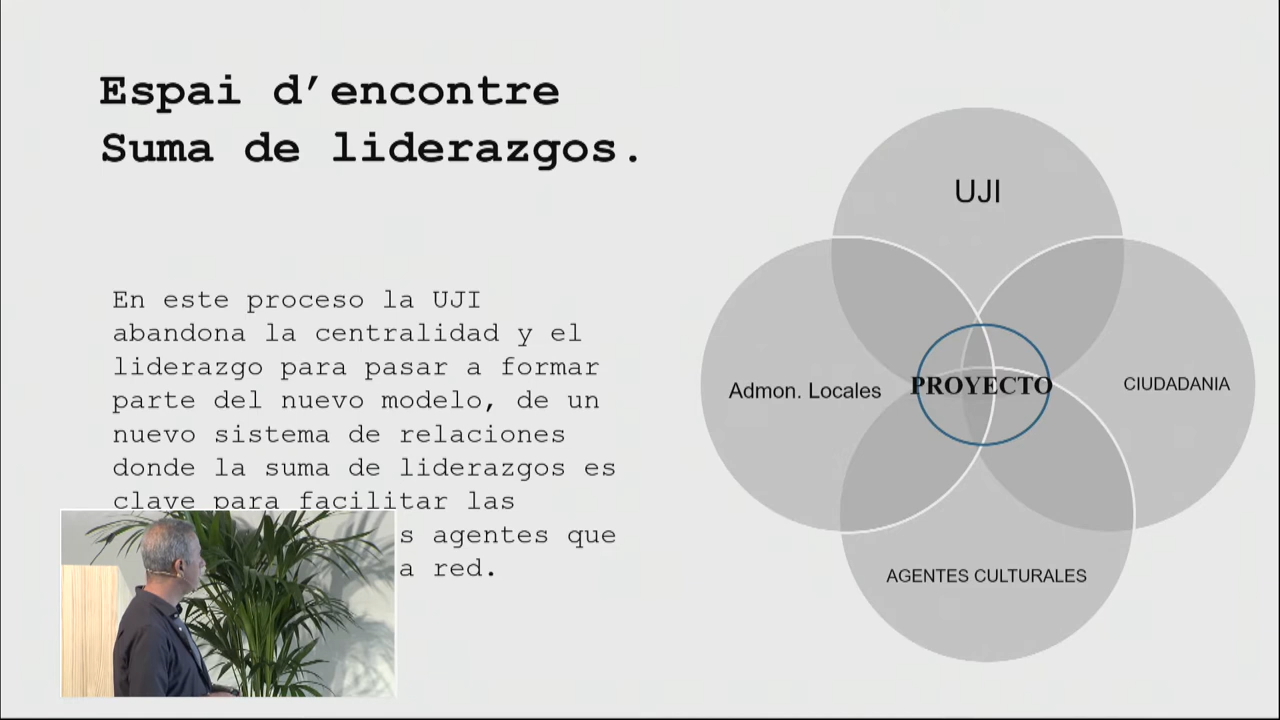 Espai d’encontre
Suma de liderazgos.
En este proceso la UJI
abandona la centralidad y el
liderazgo para pasar a formar
parte del nuevo modelo, de un
nuevo sistema de relaciones
donde la suma de liderazgos es
clave para facilitar las
s agentes que
a red.
UJI
Admon. Locales
PROYECTO
CIUDADANIA
AGENTES CULTURALES